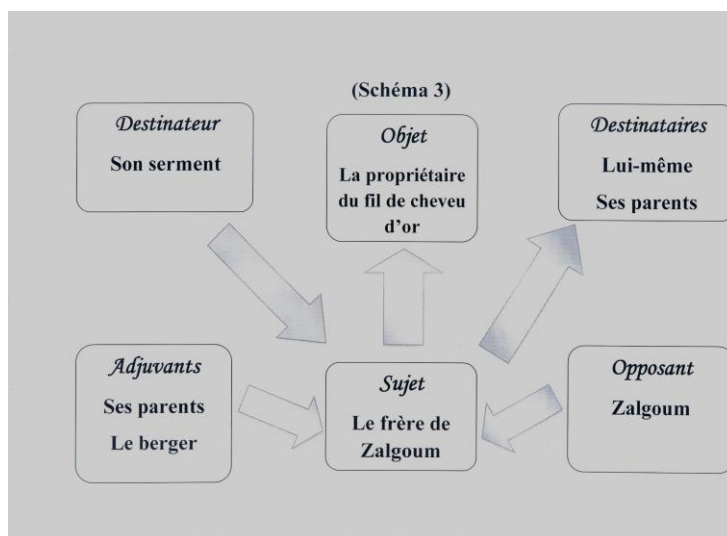 (Schéma 3)
Destinateur
Son serment
Objet
La propriétaire
du fil de cheveu
d'or
Destinataires
Lui-même
Ses parents
Adjuvants
Ses parents
Le berger
Sujet
Le frère de
Zalgoum
Opposant
Zalgoum